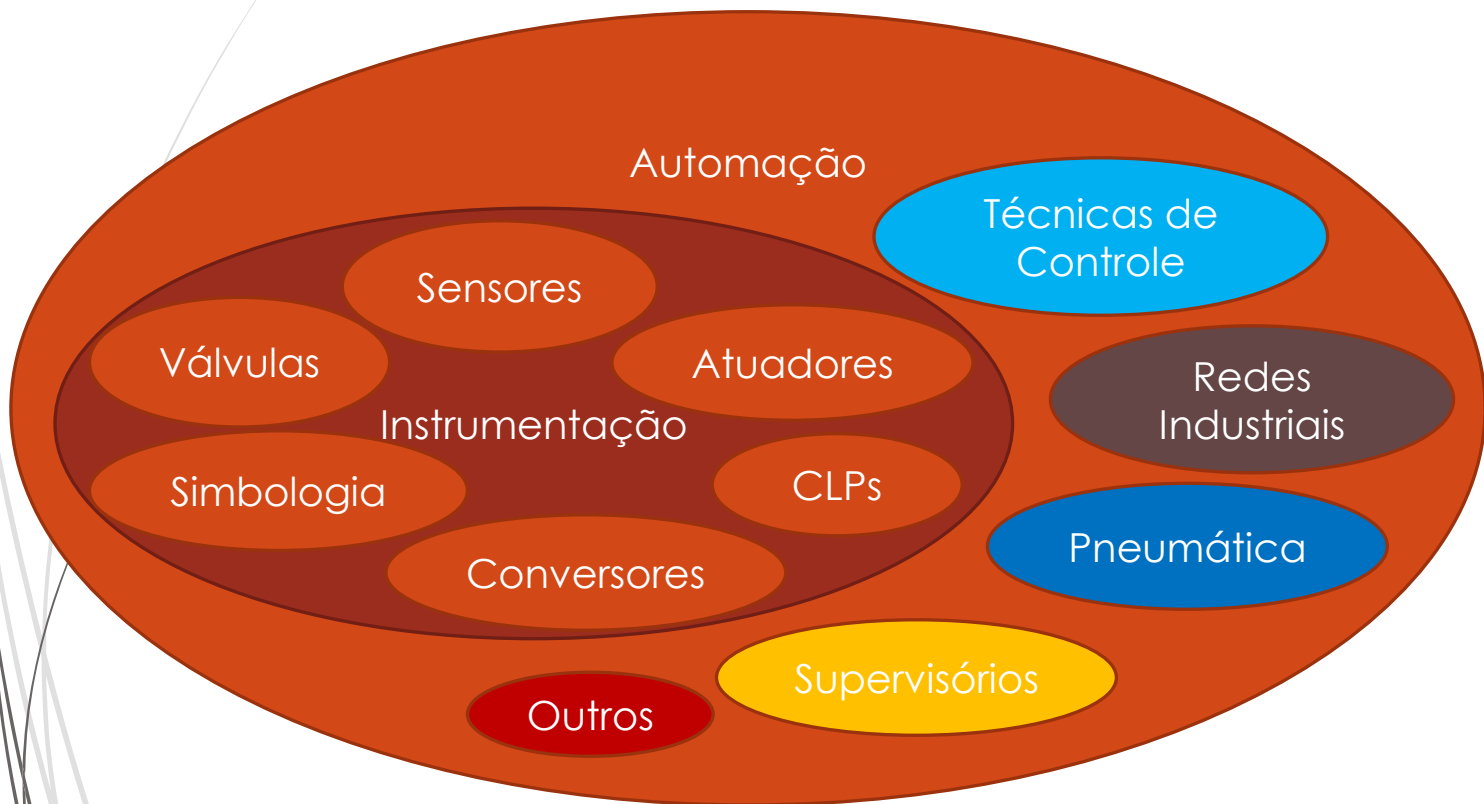 Automação
Técnicas de
Controle
Sensores
Válvulas
Atuadores
Redes
Industriais
Instrumentação
Simbologia
CLPs
Pneumática
Conversores
Supervisórios
Outros